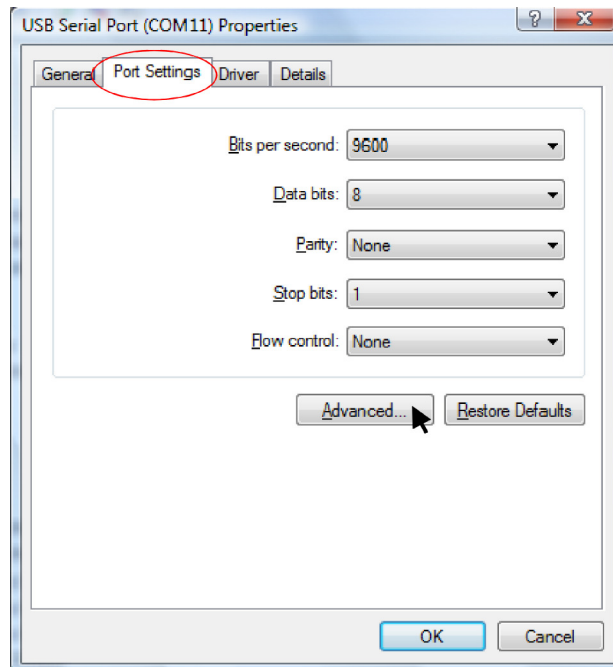 USB Serial Port (COM11) Properties
General Port Settings Driver Details
Bits per second: 9600
Data bits: 8
Parity: None
Stop bits: 1
Flow control: None
Advanced... Restore Defaults
OK Cancel